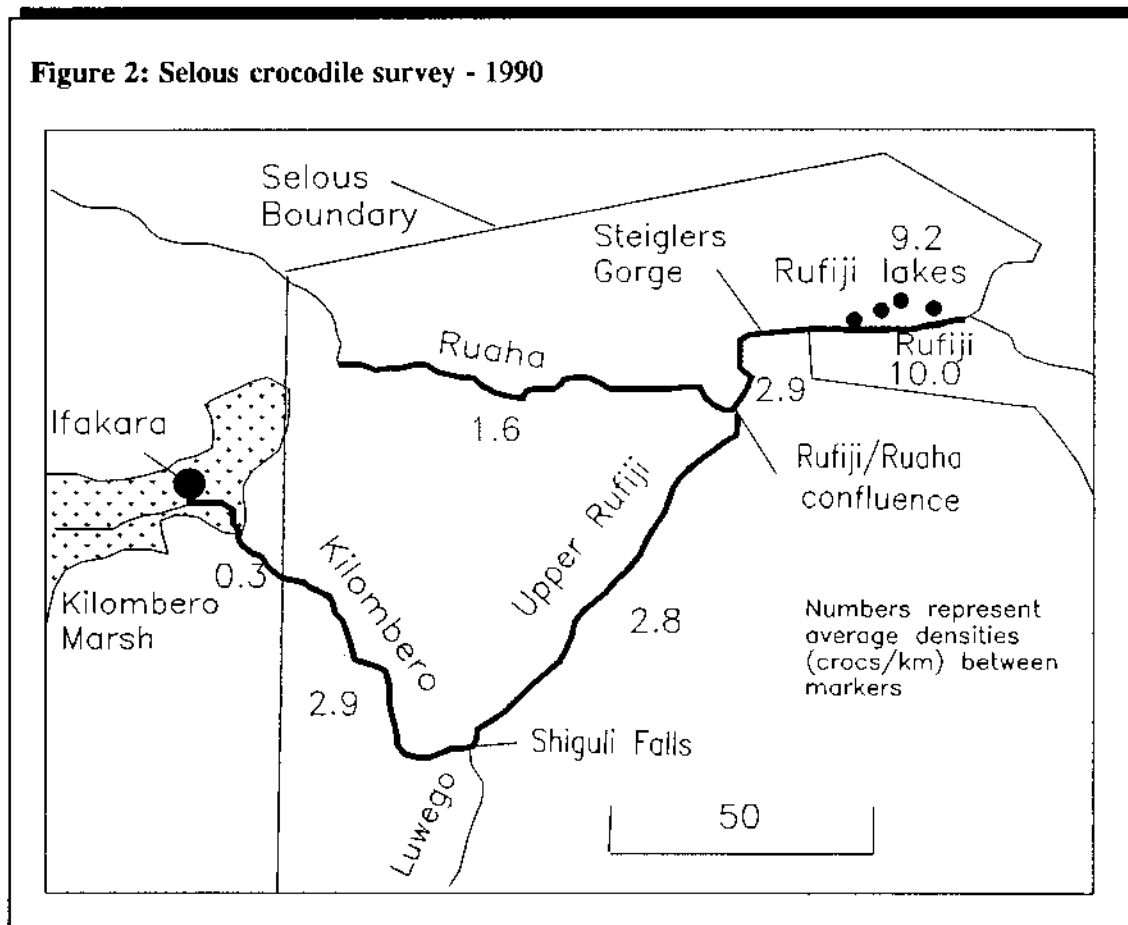 Figure 2: Selous crocodile survey - 1990
Selous
Boundary
Steiglers
Gorge
9.2
Rufiji lakes
Ruaha
Rufiji
10.0
2.9
1.6
Ifakara
Rufiji/Ruaha
confluence
Upper Rufiji
Kilombero
0.3
Kilombero
Marsh
2.8
Numbers represent
average densities
(crocs/km) between
markers
2.9
Shiguli Falls
Luwego
50